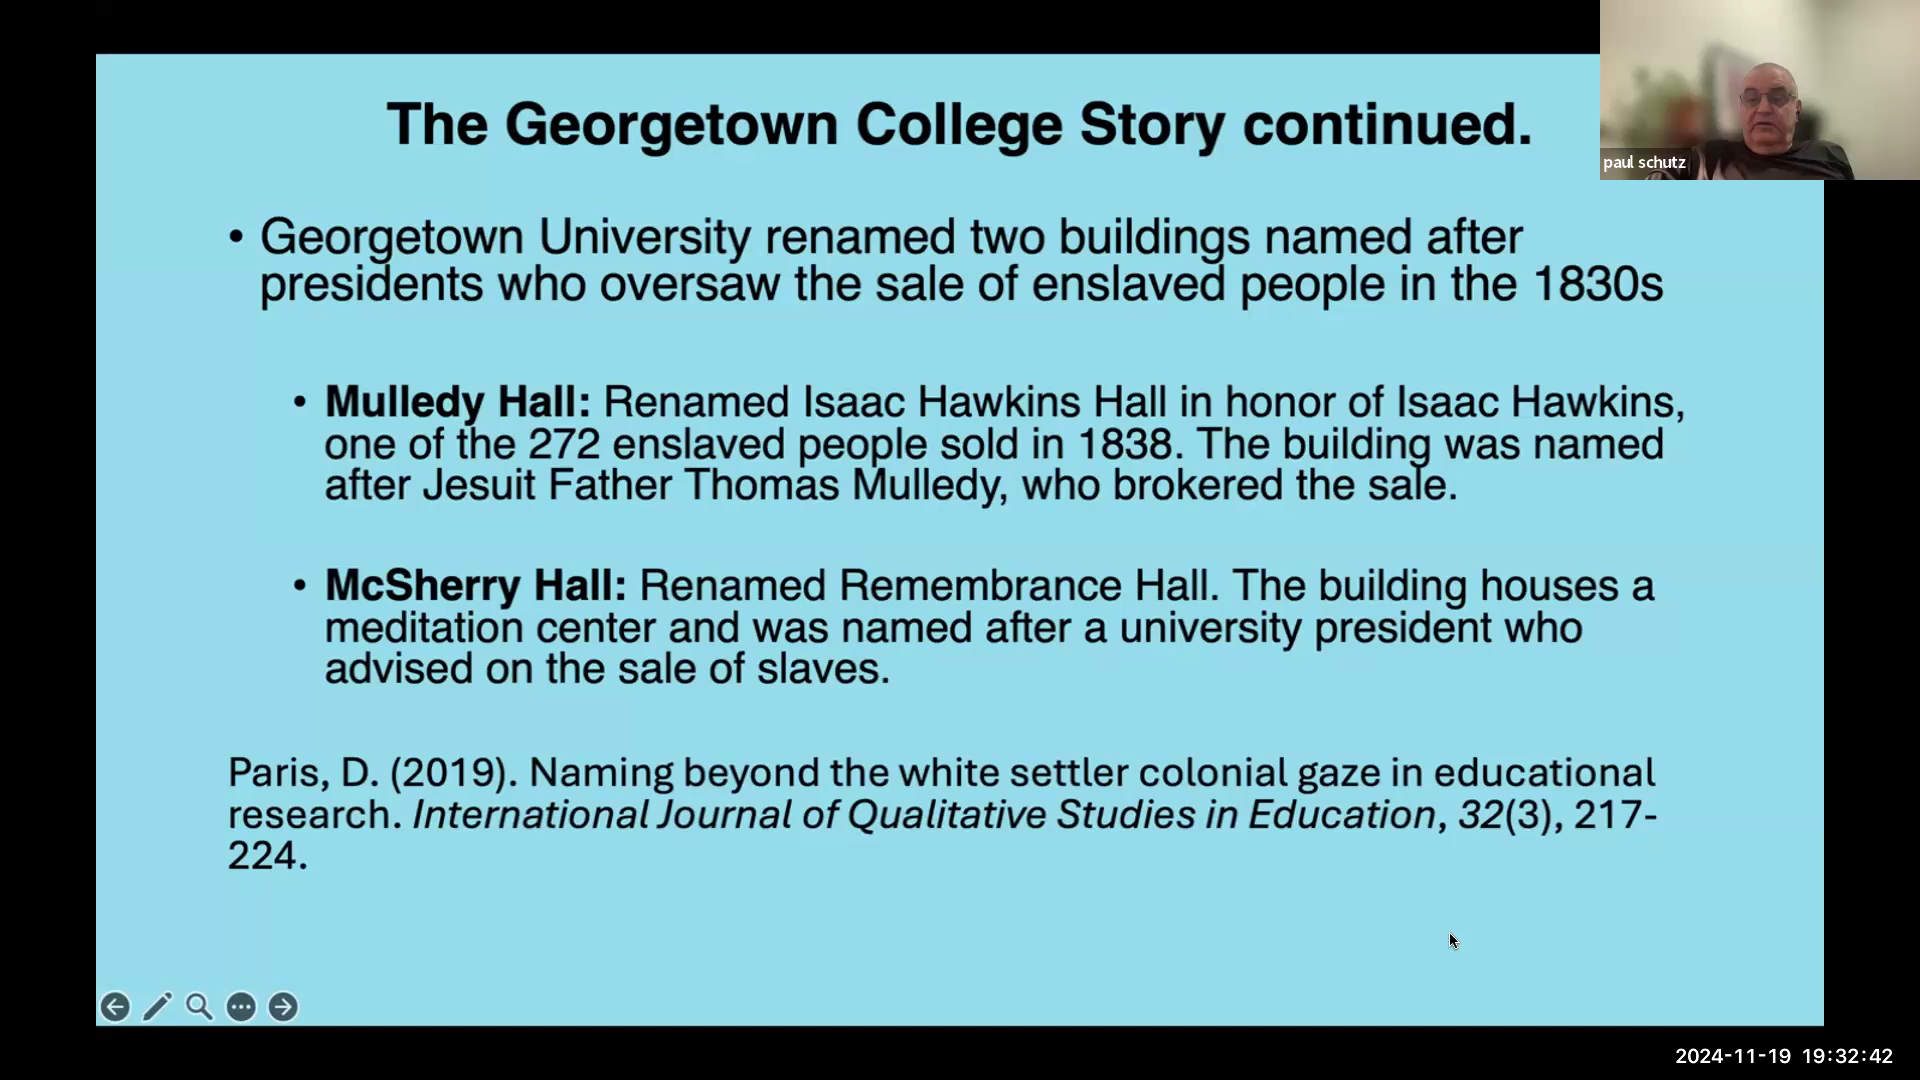 The Georgetown College Story continued.
paul schutz
• Georgetown University renamed two buildings named after
presidents who oversaw the sale of enslaved people in the 1830s
• Mulledy Hall: Renamed Isaac Hawkins Hall in honor of Isaac Hawkins,
one of the 272 enslaved people sold in 1838. The building was named
after Jesuit Father Thomas Mulledy, who brokered the sale.
• McSherry Hall: Renamed Remembrance Hall. The building houses a
meditation center and was named after a university president who
advised on the sale of slaves.
Paris, D. (2019). Naming beyond the white settler colonial gaze in educational
research. International Journal of Qualitative Studies in Education, 32(3), 217-
224.
2024-11-19 19:32:42